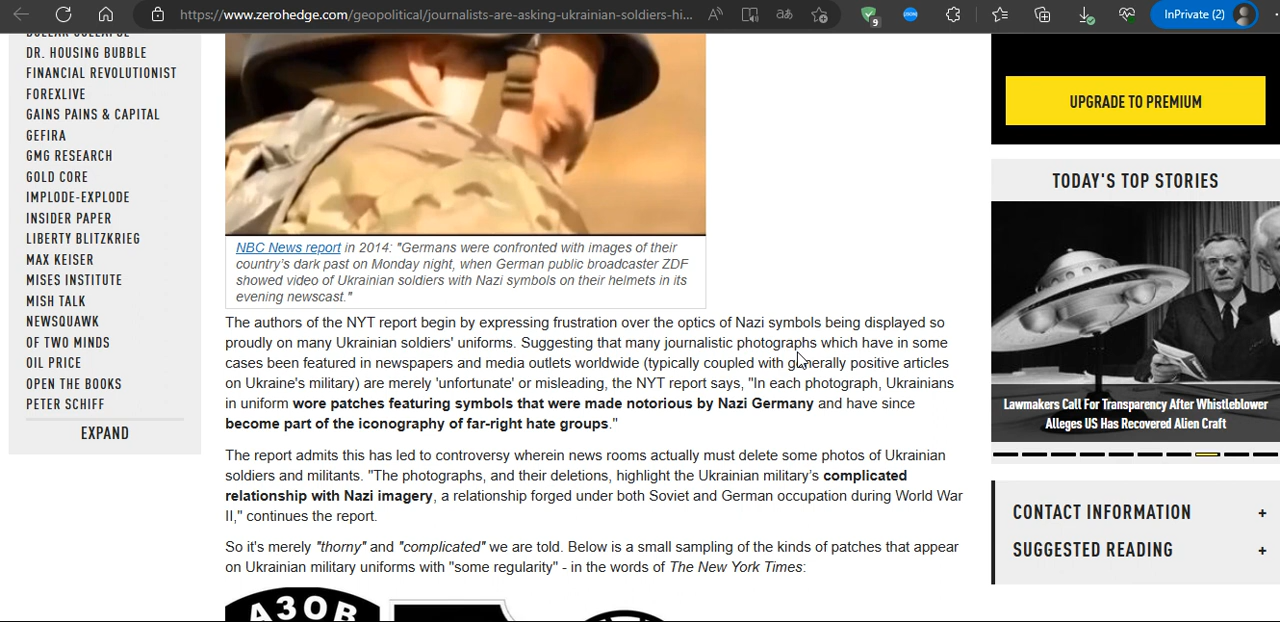 https://www.zerohedge.com/geopolitical/journalists-are-asking-ukrainian-soldiers-hi...
9
InPrivate (2)
DR. HOUSING BUBBLE
FINANCIAL REVOLUTIONIST
FOREXLIVE
GAINS PAINS & CAPITAL
GEFIRA
GMG RESEARCH
GOLD CORE
IMPLODE-EXPLODE
INSIDER PAPER
LIBERTY BLITZKRIEG
MAX KEISER
MISES INSTITUTE
MISH TALK
NEWSQUAWK
OF TWO MINDS
OIL PRICE
OPEN THE BOOKS
PETER SCHIFF
EXPAND
NBC News report in 2014: "Germans were confronted with images of their
country's dark past on Monday night, when German public broadcaster ZDF
showed video of Ukrainian soldiers with Nazi symbols on their helmets in its
evening newscast."
The authors of the NYT report begin by expressing frustration over the optics of Nazi symbols being displayed so
proudly on many Ukrainian soldiers' uniforms. Suggesting that many journalistic photographs which have in some
cases been featured in newspapers and media outlets worldwide (typically coupled with generally positive articles
on Ukraine's military) are merely 'unfortunate' or misleading, the NYT report says, "In each photograph, Ukrainians
in uniform wore patches featuring symbols that were made notorious by Nazi Germany and have since
become part of the iconography of far-right hate groups."
The report admits this has led to controversy wherein news rooms actually must delete some photos of Ukrainian
soldiers and militants. "The photographs, and their deletions, highlight the Ukrainian military's complicated
relationship with Nazi imagery, a relationship forged under both Soviet and German occupation during World War
II," continues the report.
So it's merely "thorny" and "complicated" we are told. Below is a small sampling of the kinds of patches that appear
on Ukrainian military uniforms with "some regularity" - in the words of The New York Times:
АЗОВ
UPGRADE TO PREMIUM
TODAY'S TOP STORIES
Lawmakers Call For Transparency After Whistleblower
Alleges US Has Recovered Alien Craft
CONTACT INFORMATION +
SUGGESTED READING +